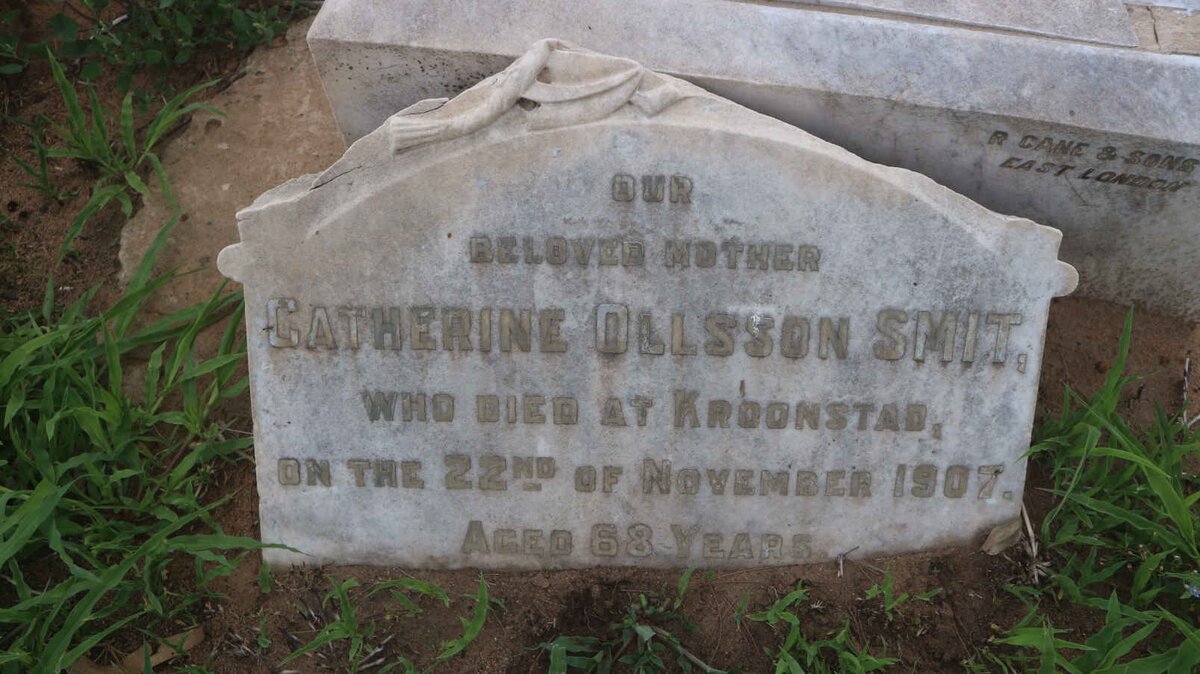 OUR
BELOVED MOTHER
CATHERINE OLLSSON SMIT,
WHO DIED AT KROONSTAD,
ON THE 22ND OF NOVEMBER 1907.
AGED 68 YEARS
R CANE & SONS
EAST LONDON